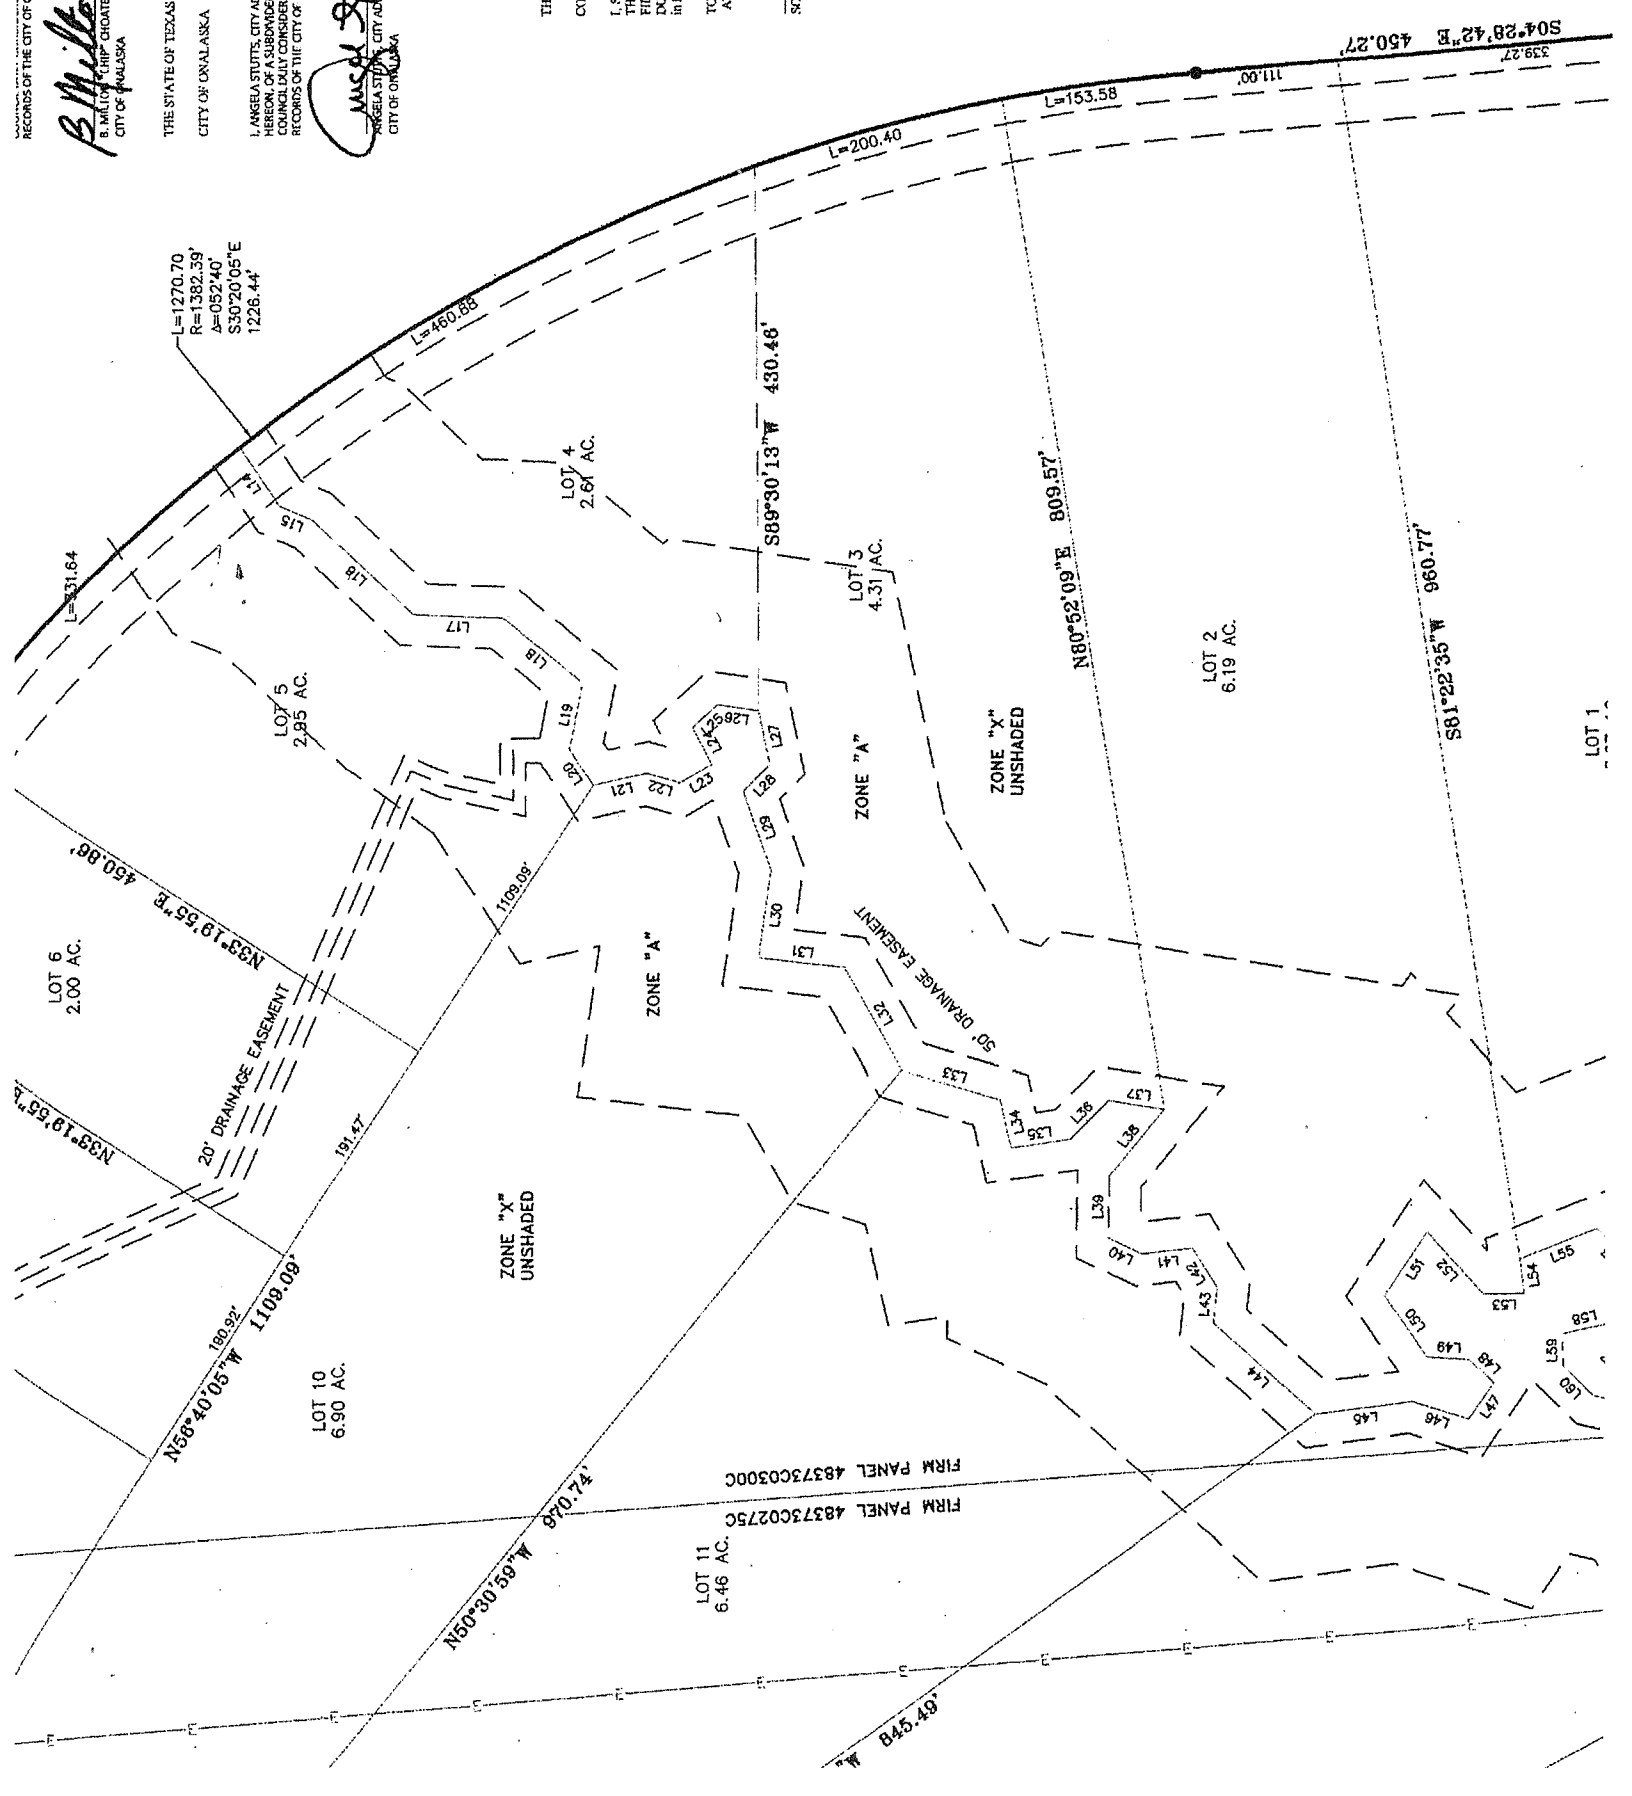 RECORDS OF THE CITY OF
B. MILTON "CHIP" CHOATE
CITY OF ONALASKA
THE STATE OF TEXAS
CITY OF ONALASKA
I, ANGELA STUTTS, CITY AD
HEREON, OF A SUBDIVIDE
COUNCIL DULY CONSIDER
RECORDS OF THE CITY OF
ANGELA STUTTS, CITY AD
CITY OF ONALASKA
L=1270.70
R=1382.39'
Δ=052°40'
S30°20'05"E
1226.44'
S04°28'42"E 450.27'
339.27'
111.00'
L=153.58
L=200.40
L=460.88
L=331.64
LOT 4
2.61 AC.
S89°30'13"W 430.46'
LOT 3
4.31 AC.
N80°52'09"E 809.57'
LOT 2
6.19 AC.
S81°22'35"W 960.77'
LOT 1
LOT 5
2.95 AC.
ZONE "A"
ZONE "X"
UNSHADED
N33°19'55"E 450.86'
LOT 6
2.00 AC.
N33°19'55"E
20' DRAINAGE EASEMENT
1109.09'
191.47'
180.92'
N56°40'05"W 1109.09'
ZONE "A"
50' DRAINAGE EASEMENT
ZONE "X"
UNSHADED
LOT 10
6.90 AC.
N50°30'59"W 970.74'
FIRM PANEL 48373C0300C
FIRM PANEL 48373C0275C
LOT 11
6.46 AC.
"W 845.49'
L14
L15
L16
L17
L18
L19
L20
L21
L22
L23
L24
L25
L26
L27
L28
L29
L30
L31
L32
L33
L34
L35
L36
L37
L38
L39
L40
L41
L42
L43
L44
L45
L46
L47
L48
L49
L50
L51
L52
L53
L54
L55
L58
L59
L60
E
E
E
E
E
E
E
E
E
E
E